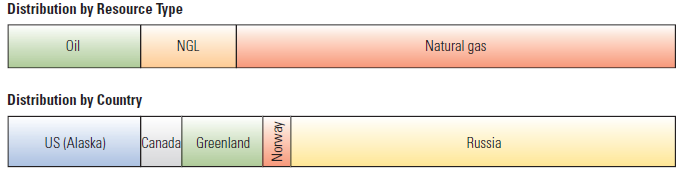 Distribution by Resource Type
Oil NGL Natural gas
Distribution by Country
US (Alaska) Canada Greenland Norway Russia